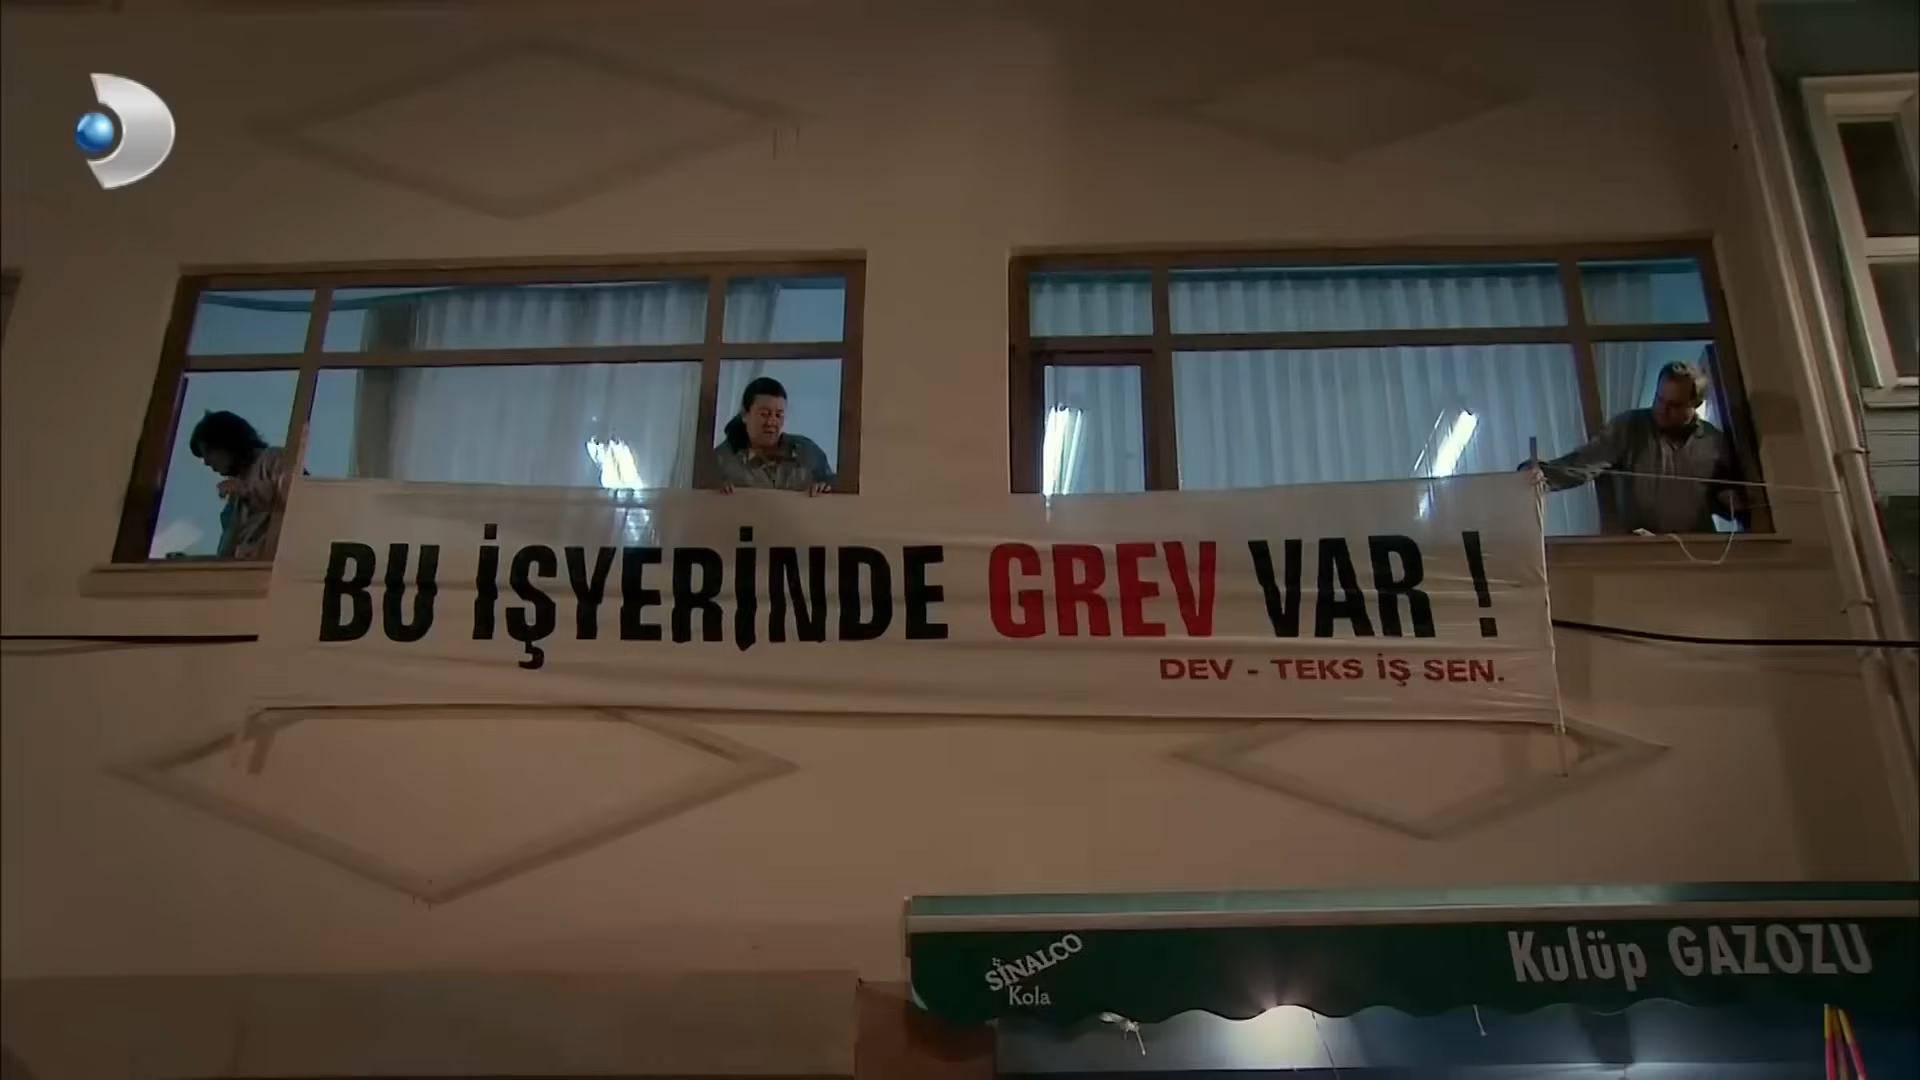 BU İŞYERİNDE GREV VAR !
DEV - TEKS İŞ SEN.
SİNALCO
Kola
Kulüp GAZOZU